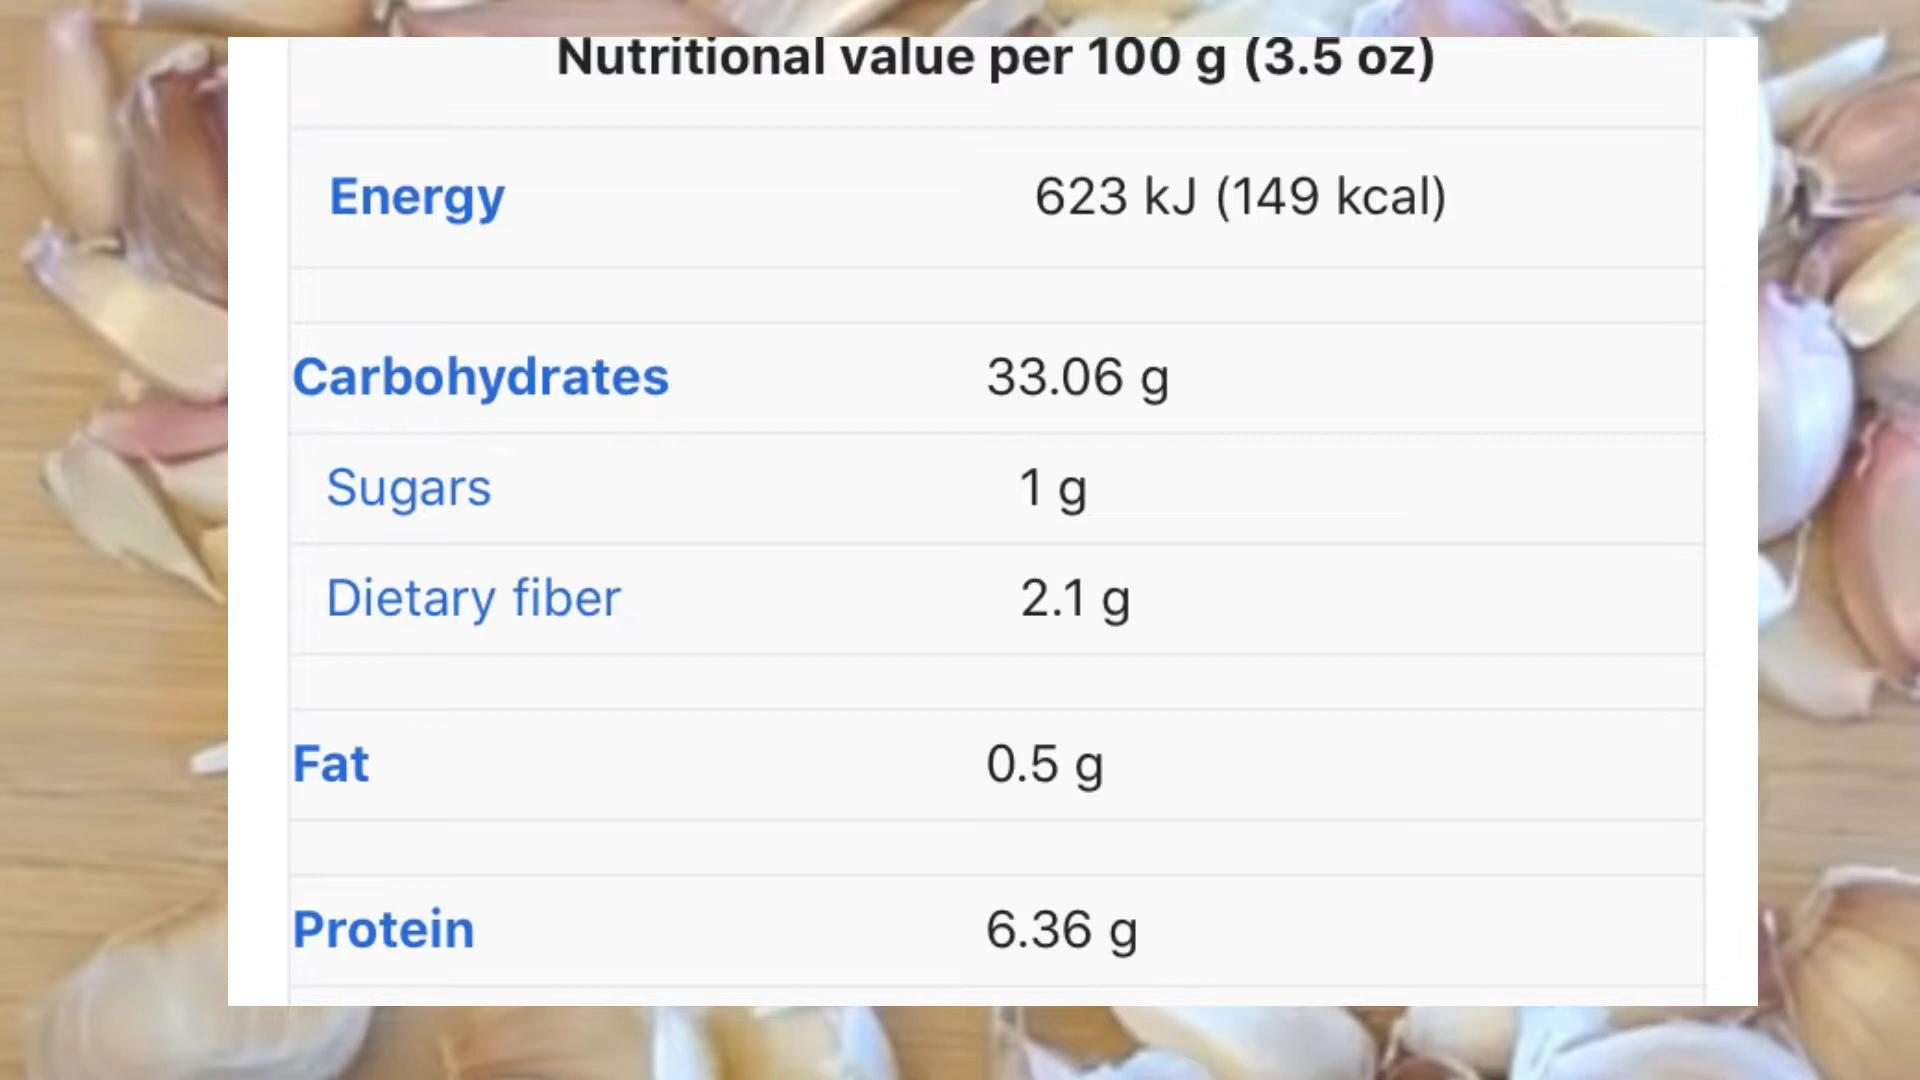 Nutritional value per 100 g (3.5 oz)
Energy 623 kJ (149 kcal)
Carbohydrates 33.06 g
Sugars 1 g
Dietary fiber 2.1 g
Fat 0.5 g
Protein 6.36 g